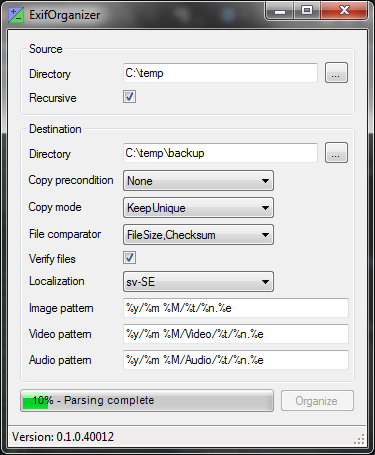 ExifOrganizer
Source
Directory C:\temp ...
Recursive
Destination
Directory C:\temp\backup ...
Copy precondition None
Copy mode KeepUnique
File comparator FileSize,Checksum
Verify files
Localization sv-SE
Image pattern %y/%m %M/%t/%n.%e
Video pattern %y/%m %M/Video/%t/%n.%e
Audio pattern %y/%m %M/Audio/%t/%n.%e
10% - Parsing complete Organize
Version: 0.1.0.40012